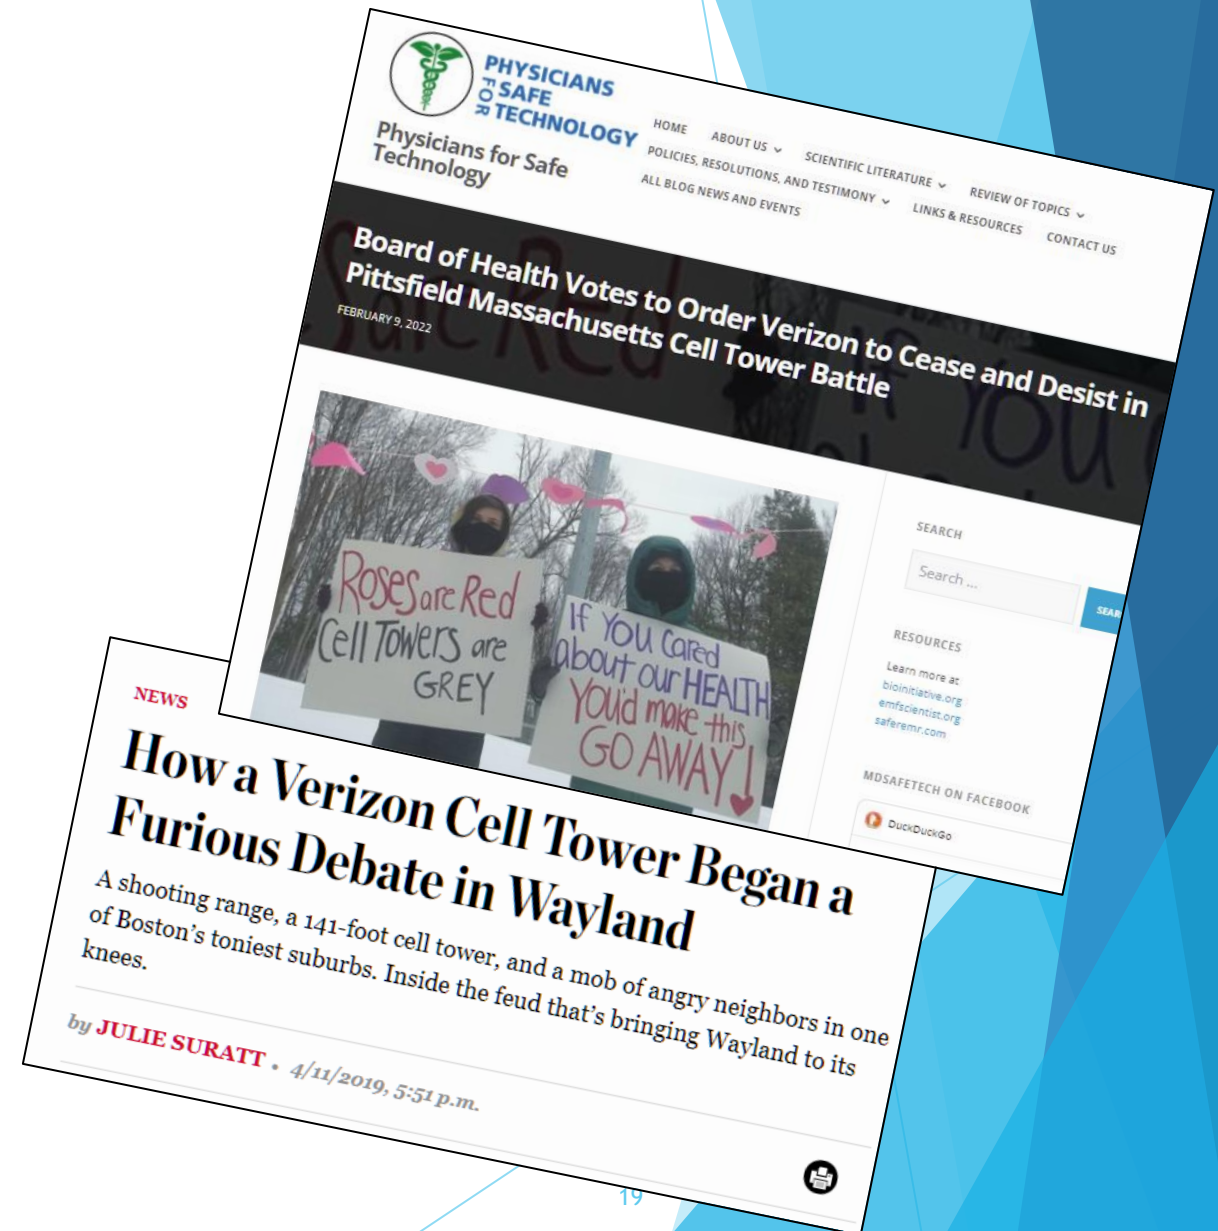 PHYSICIANS
FOR
SAFE
TECHNOLOGY
Physicians for Safe
Technology
HOME ABOUT US SCIENTIFIC LITERATURE REVIEW OF TOPICS
POLICIES, RESOLUTIONS, AND TESTIMONY LINKS & RESOURCES CONTACT US
ALL BLOG NEWS AND EVENTS
Board of Health Votes to Order Verizon to Cease and Desist in
Pittsfield Massachusetts Cell Tower Battle
FEBRUARY 9, 2022
Roses are Red
Cell Towers are
GREY
If You Cared
about our HEALTH
You'd make this
GO AWAY!
SEARCH
Search ...
SEAR
RESOURCES
Learn more at
bioinitiative.org
emfscientist.org
saferemr.com
MDSAFETECH ON FACEBOOK
DuckDuckGo
NEWS
How a Verizon Cell Tower Began a
Furious Debate in Wayland
A shooting range, a 141-foot cell tower, and a mob of angry neighbors in one
of Boston's toniest suburbs. Inside the feud that's bringing Wayland to its
knees.
by JULIE SURATT • 4/11/2019, 5:51 p.m.
19